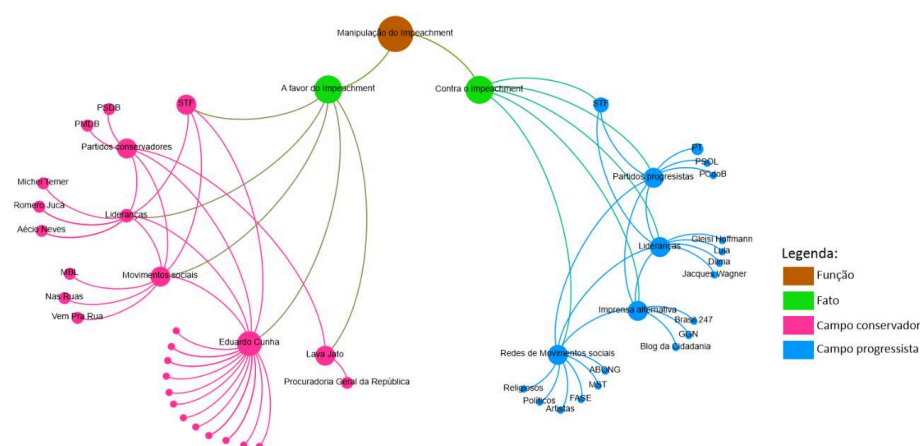 Manipulação do Impeachment
A favor do Impeachment
Contra o Impeachment
STF
PSDB
PMDB
Partidos conservadores
Michel Temer
Romero Juca
Lideranças
Aécio Neves
MBL
Movimentos sociais
Nas Ruas
Vem Pra Rua
Eduardo Cunha
Lava Jato
Procuradoria Geral da República
STF
PT
PSOL
PCdoB
Partidos progresistas
Gleisi Hoffmann
Lula
Lideranças
Dilma
Jacques Wagner
Imprensa alternativa
Brasil 247
GGN
Blog da Cidadania
Redes de Movimentos sociais
ABONG
MST
FASE
Religiosos
Políticos
Artistas
Legenda:
Função
Fato
Campo conservador
Campo progressista